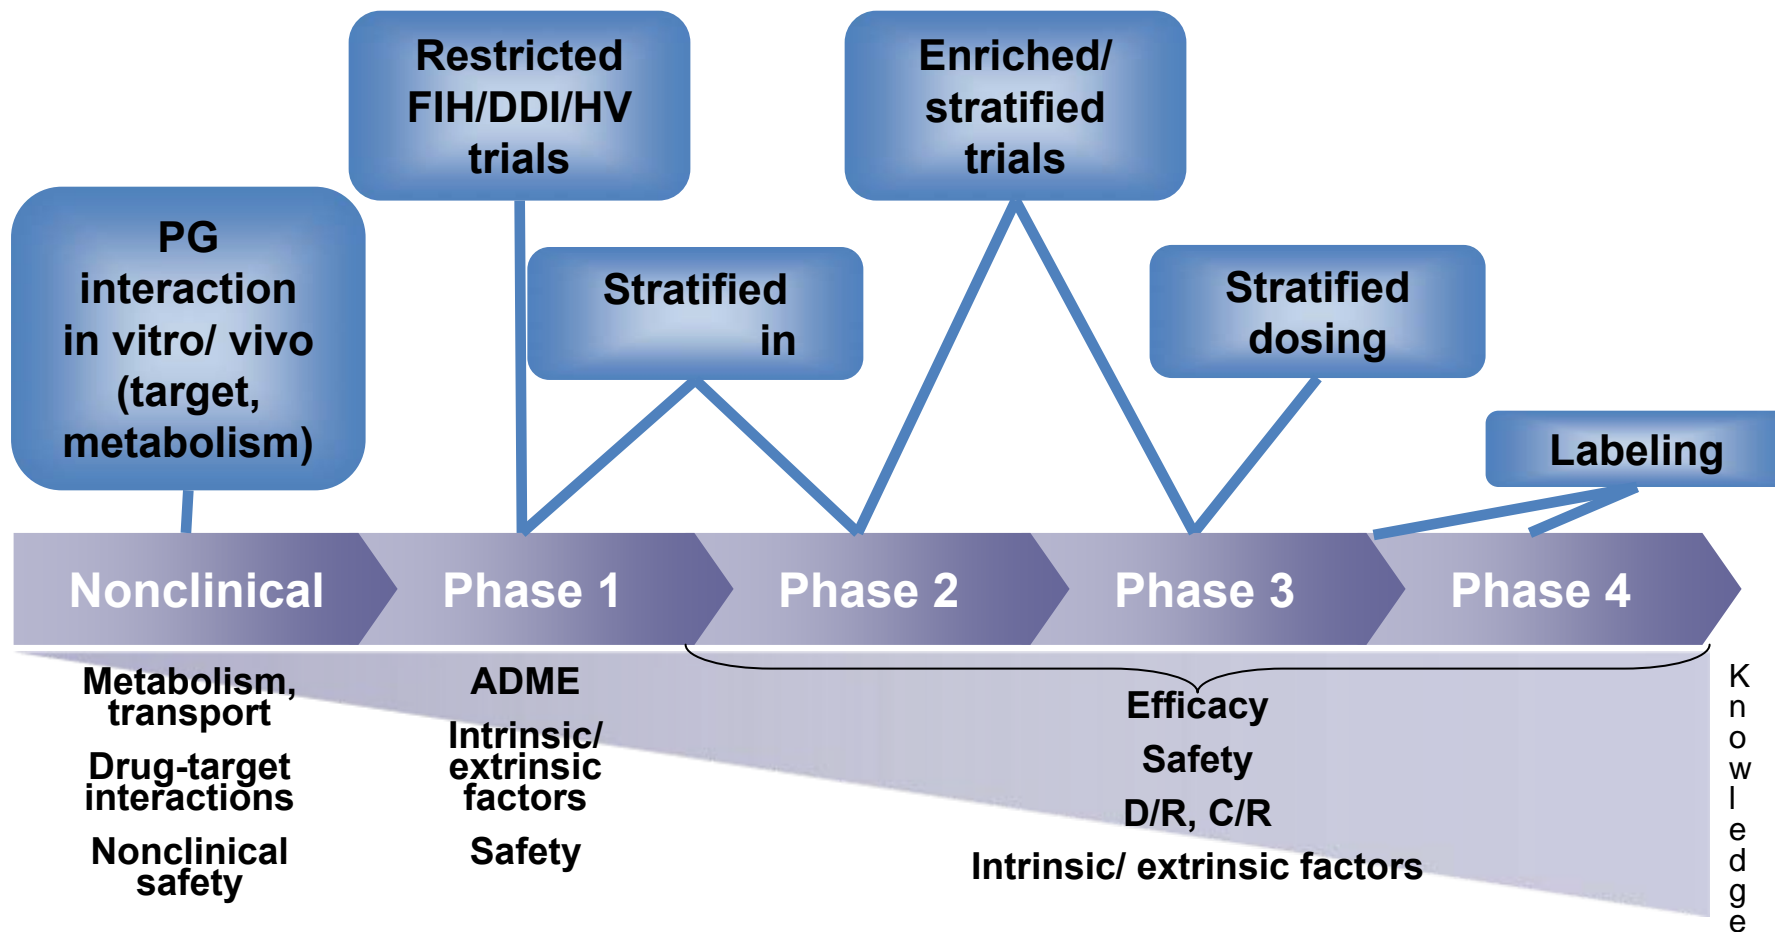 Restricted
FIH/DDI/HV
trials
Enriched/
stratified
trials
PG
interaction
in vitro/ vivo
(target,
metabolism)
Stratified
in
Stratified
dosing
Labeling
Nonclinical
Phase 1
Phase 2
Phase 3
Phase 4
Metabolism,
transport
Drug-target
interactions
Nonclinical
safety
ADME
Intrinsic/
extrinsic
factors
Safety
Efficacy
Safety
D/R, C/R
Intrinsic/ extrinsic factors
Knowledge